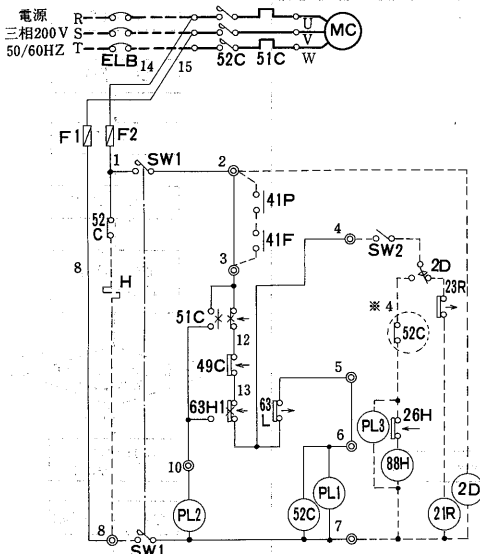 電源 R
三相200V S
50/60HZ T
U
V
W
MC
ELB
14
15
52C
51C
F1
F2
1
SW1
2
41P
41F
3
52
C
8
H
4
SW2
2D
23R
※4
52C
51C
12
49C
13
63H1
63
L
5
6
10
PL3
26H
88H
PL2
52C
PL1
21R
2D
8
SW1
7